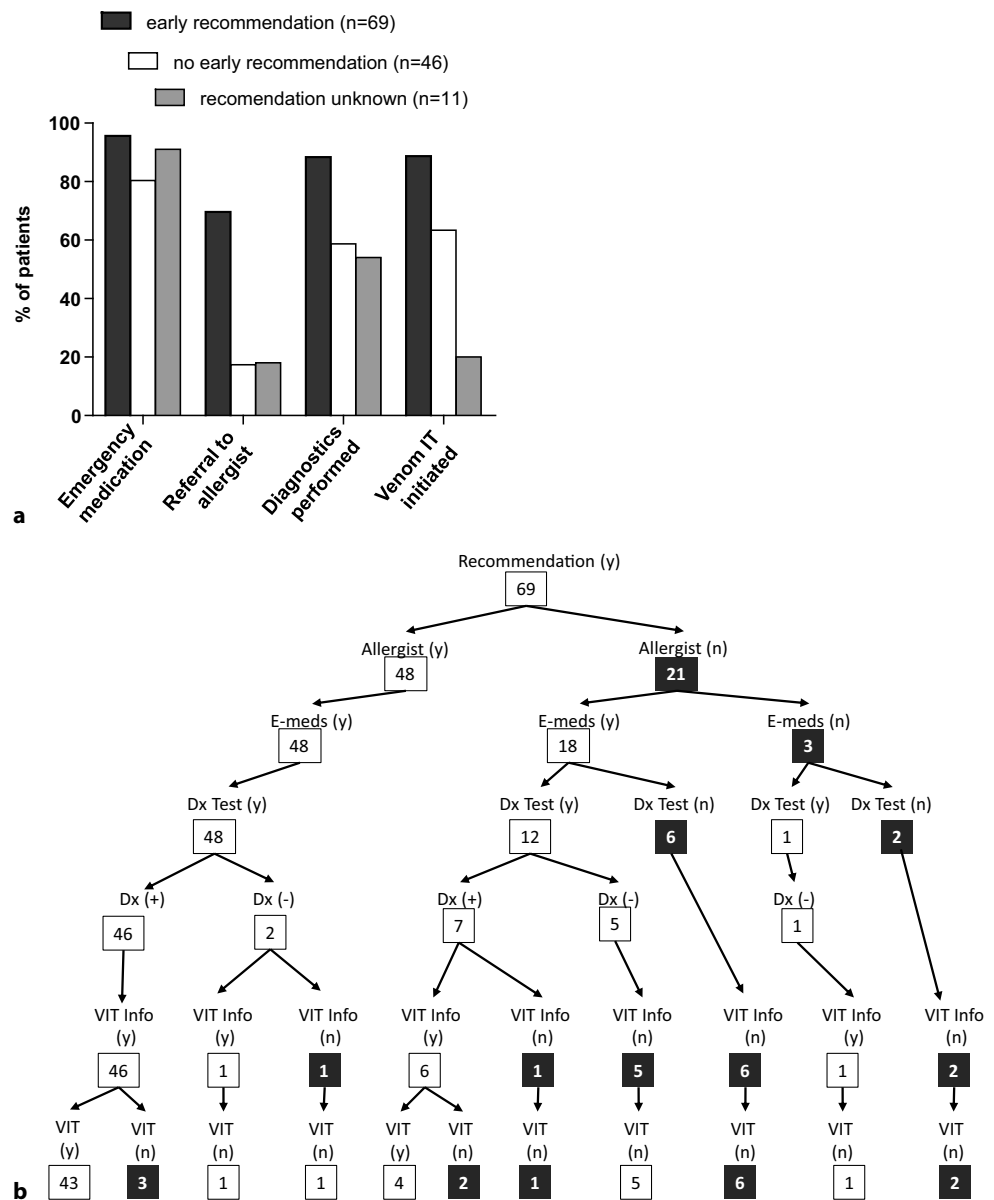 early recommendation (n=69)
no early recommendation (n=46)
recomendation unknown (n=11)
100
80
60
40
20
0
% of patients
Emergency
medication
Referral to
allergist
Diagnostics
performed
Venom IT
initiated
a
Recommendation (y)
69
Allergist (y) Allergist (n)
48 21
E-meds (y) E-meds (y) E-meds (n)
48 18 3
Dx Test (y) Dx Test (y) Dx Test (n) Dx Test (y) Dx Test (n)
48 12 6 1 2
Dx (+) Dx (-) Dx (+) Dx (-) Dx (-)
46 2 7 5 1
VIT Info VIT Info VIT Info VIT Info VIT Info VIT Info VIT Info VIT Info VIT Info
(y) (y) (n) (y) (n) (n) (n) (y) (n)
46 1 1 6 1 5 6 1 2
VIT VIT VIT VIT VIT VIT VIT VIT VIT VIT VIT
(y) (n) (n) (n) (y) (n) (n) (n) (n) (n) (n)
43 3 1 1 4 2 1 5 6 1 2
b